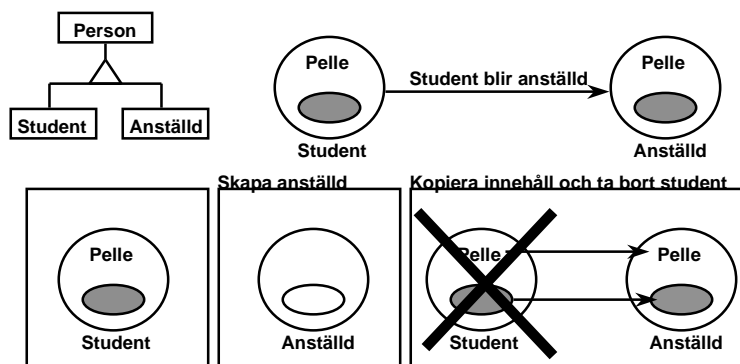 Person
Student
Anställd
Pelle
Student blir anställd
Pelle
Student
Anställd
Skapa anställd
Kopiera innehåll och ta bort student
Pelle
Student
Anställd
Pelle
Pelle
Student
Anställd